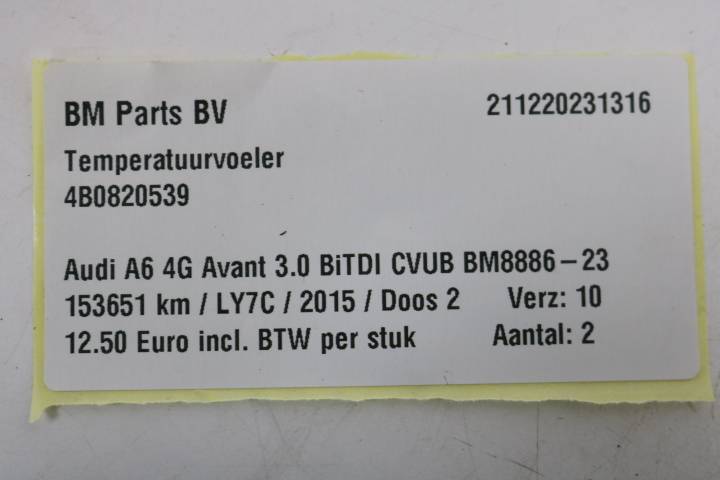 BM Parts BV 211220231316
Temperatuurvoeler
4B0820539
Audi A6 4G Avant 3.0 BiTDI CVUB BM8886-23
153651 km / LY7C / 2015 / Doos 2 Verz: 10
12.50 Euro incl. BTW per stuk Aantal: 2